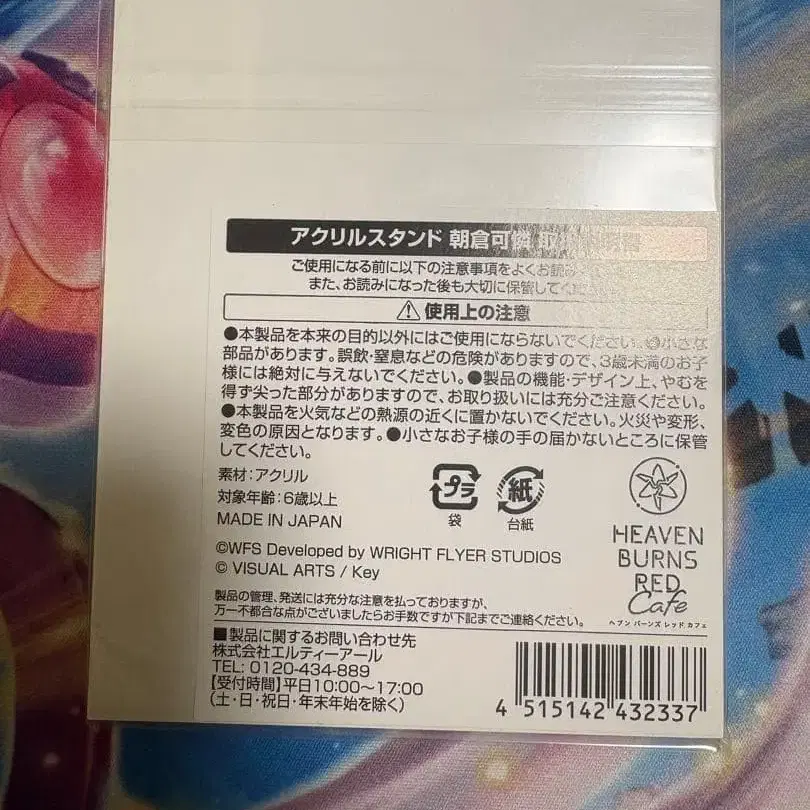 アクリルスタンド 朝倉可憐 取扱説明書
ご使用になる前に以下の注意事項をよくお読み
また、お読みになった後も大切に保管してく
⚠使用上の注意
●本製品を本来の目的以外にはご使用にならないでください。●小さな
部品があります。誤飲・窒息などの危険がありますので、3歳未満のお子
様には絶対に与えないでください。●製品の機能・デザイン上、やむを
得ず尖った部分がありますので、お取り扱いには充分ご注意ください。
●本製品を火気などの熱源の近くに置かないでください。火災や変形、
変色の原因となります。●小さなお子様の手の届かないところに保管
してください。
素材：アクリル
対象年齢：6歳以上
MADE IN JAPAN
プラ
袋
紙
台紙
©WFS Developed by WRIGHT FLYER STUDIOS
© VISUAL ARTS / Key
HEAVEN
BURNS
RED
Cafe
ヘブン バーンズ レッド カフェ
製品の管理、発送には充分な注意を払っておりますが、
万一不都合な点がございましたらお手数ですが下記までご連絡ください。
■製品に関するお問い合わせ先
株式会社エルティーアール
TEL: 0120-434-889
【受付時間】平日10:00〜17:00
(土・日・祝日・年末年始を除く)
4 515142 432337